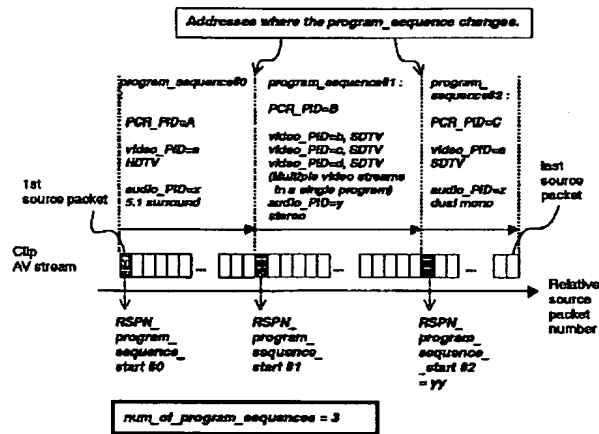 Addresses where the program_sequence changes.
program_sequence#0
PCR_PID=A
video_PID=a
HDTV
audio_PID=x
5.1 surround
program_sequence#1 :
PCR_PID=B
video_PID=b, SDTV
video_PID=c, SDTV
video_PID=d, SDTV
(Multiple video streams
in a single program)
audio_PID=y
stereo
program_
sequence#2 :
PCR_PID=C
video_PID=e
SDTV
audio_PID=z
dual mono
1st
source packet
last
source
packet
Clip
AV stream
...
...
...
Relative
source
packet
number
RSPN_
program_
sequence_
start #0
RSPN_
program_
sequence_
start #1
RSPN_
program_
sequence
_start #2
= yy
num_of_program_sequences = 3